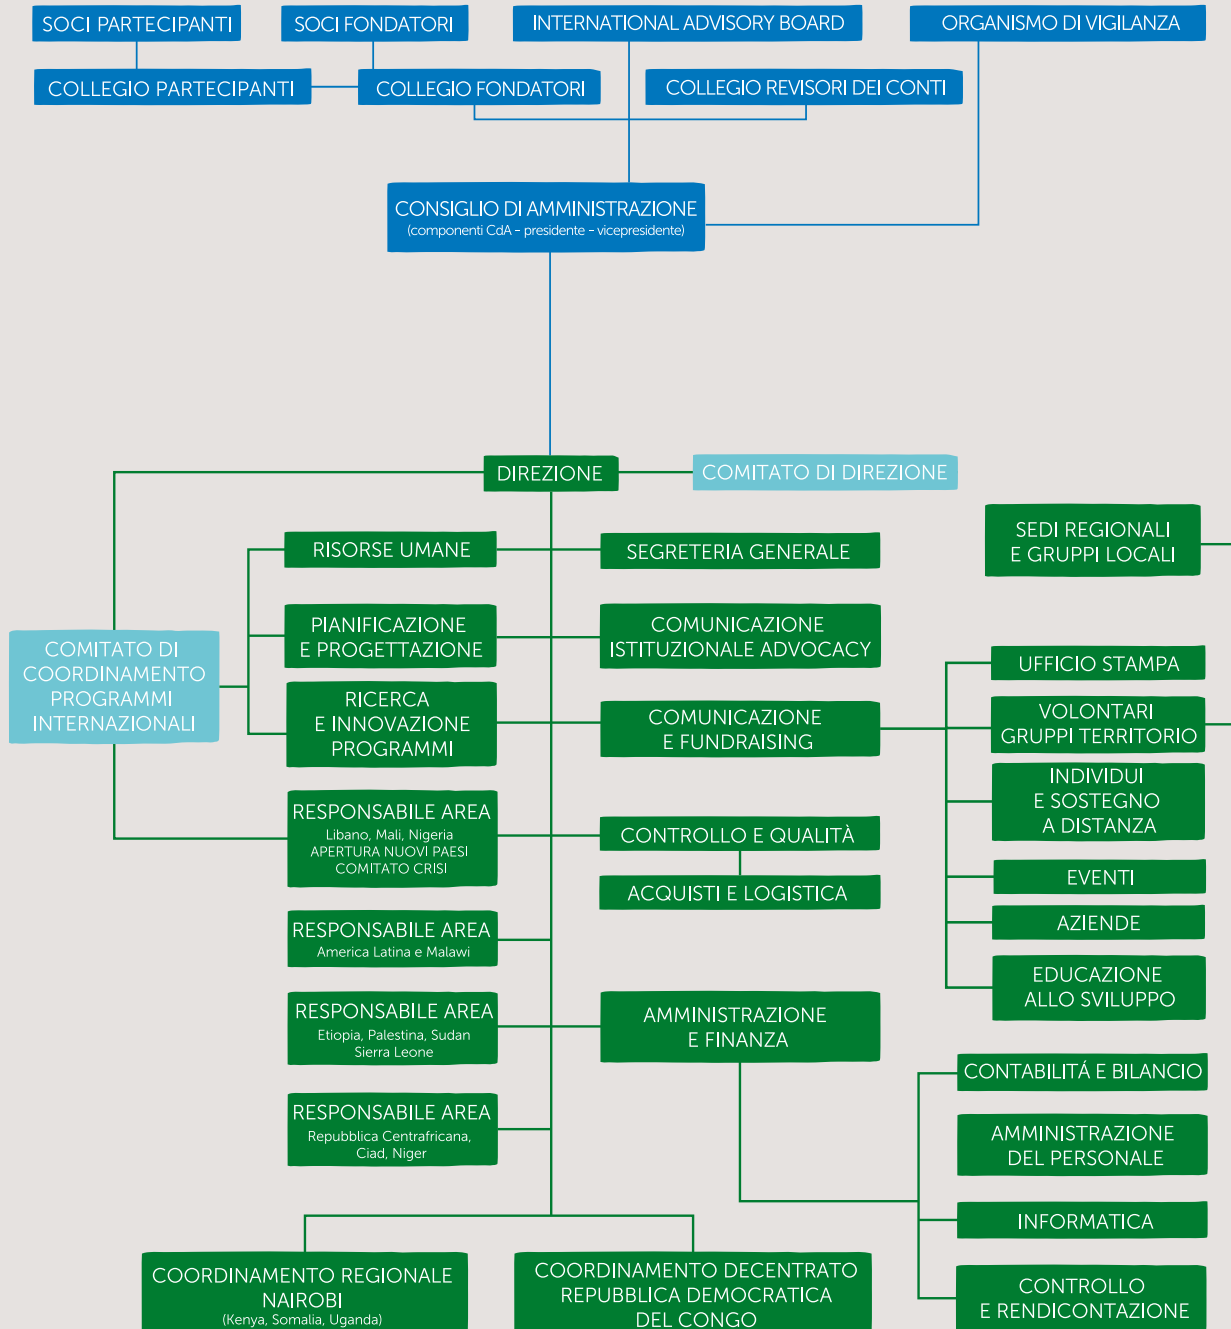 SOCI PARTECIPANTI
SOCI FONDATORI
INTERNATIONAL ADVISORY BOARD
ORGANISMO DI VIGILANZA
COLLEGIO PARTECIPANTI
COLLEGIO FONDATORI
COLLEGIO REVISORI DEI CONTI
CONSIGLIO DI AMMINISTRAZIONE
(componenti CdA - presidente - vicepresidente)
DIREZIONE
COMITATO DI DIREZIONE
RISORSE UMANE
SEGRETERIA GENERALE
SEDI REGIONALI
E GRUPPI LOCALI
PIANIFICAZIONE
E PROGETTAZIONE
COMUNICAZIONE
ISTITUZIONALE ADVOCACY
COMITATO DI
COORDINAMENTO
PROGRAMMI
INTERNAZIONALI
RICERCA
E INNOVAZIONE
PROGRAMMI
COMUNICAZIONE
E FUNDRAISING
UFFICIO STAMPA
VOLONTARI
GRUPPI TERRITORIO
INDIVIDUI
E SOSTEGNO
A DISTANZA
EVENTI
AZIENDE
EDUCAZIONE
ALLO SVILUPPO
RESPONSABILE AREA
Libano, Mali, Nigeria
APERTURA NUOVI PAESI
COMITATO CRISI
CONTROLLO E QUALITÀ
ACQUISTI E LOGISTICA
RESPONSABILE AREA
America Latina e Malawi
RESPONSABILE AREA
Etiopia, Palestina, Sudan
Sierra Leone
AMMINISTRAZIONE
E FINANZA
RESPONSABILE AREA
Repubblica Centrafricana,
Ciad, Niger
CONTABILITÁ E BILANCIO
AMMINISTRAZIONE
DEL PERSONALE
INFORMATICA
CONTROLLO
E RENDICONTAZIONE
COORDINAMENTO REGIONALE
NAIROBI
(Kenya, Somalia, Uganda)
COORDINAMENTO DECENTRATO
REPUBBLICA DEMOCRATICA
DEL CONGO